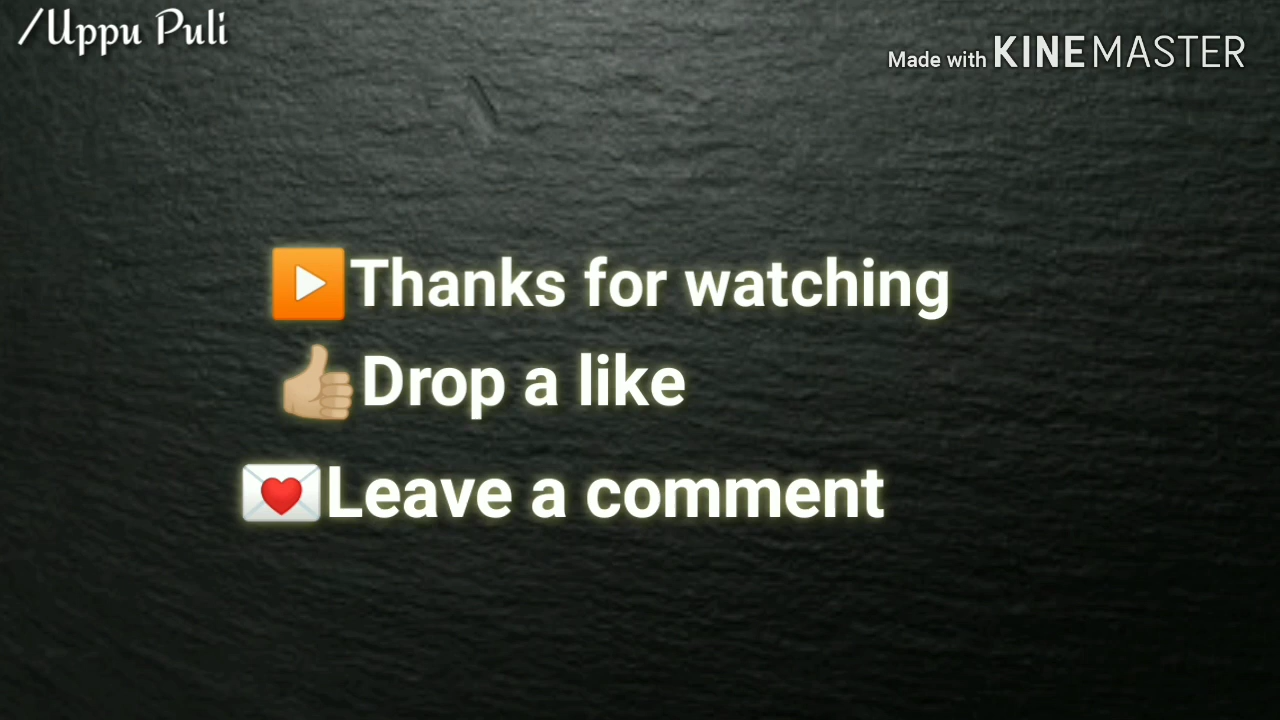 /Uppu Puli
Made with KINEMASTER
Thanks for watching
Drop a like
Leave a comment